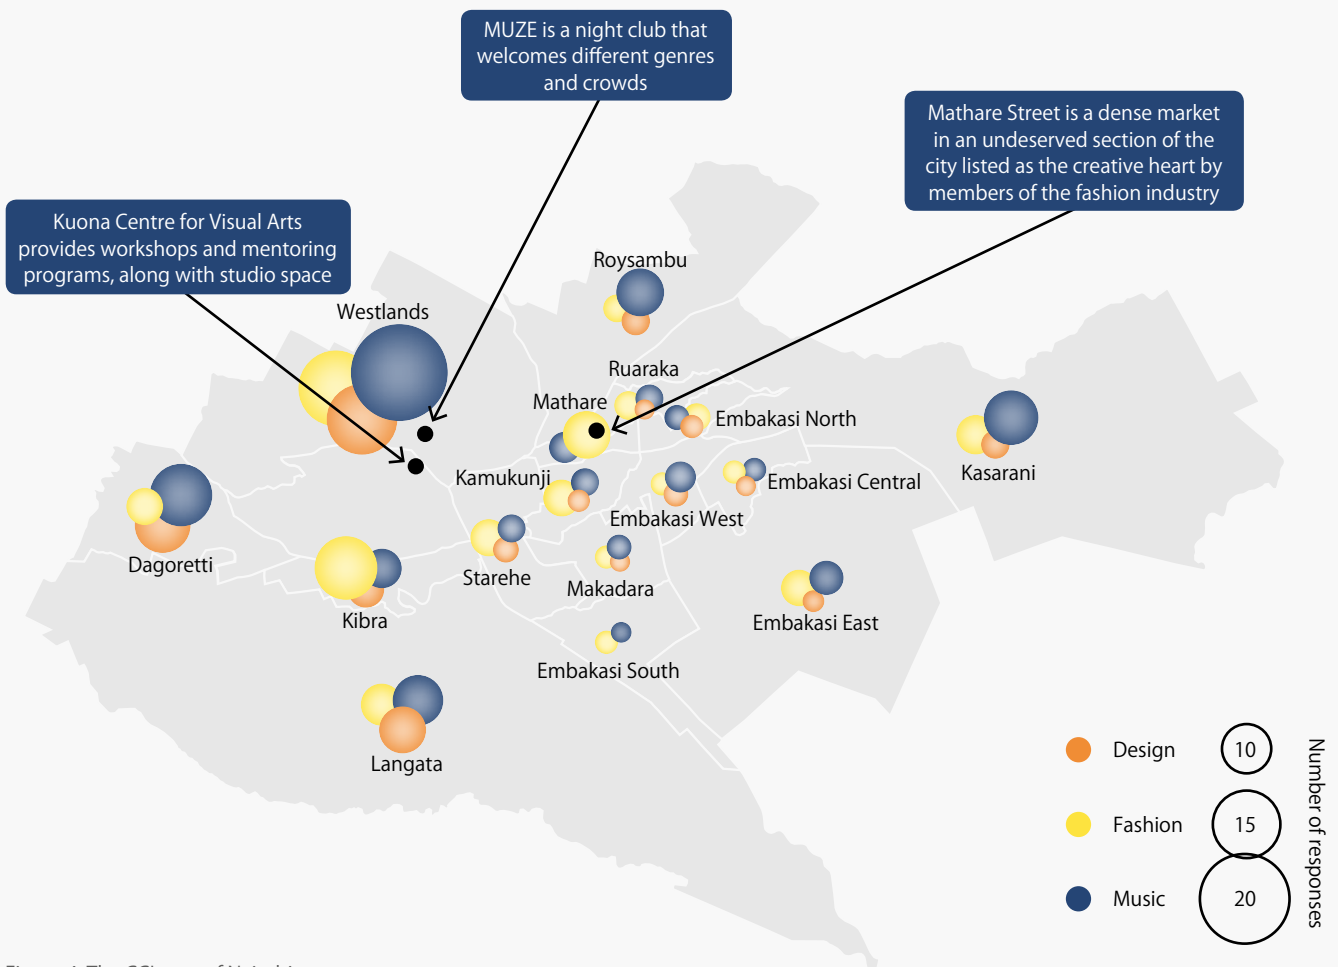 MUZE is a night club that
welcomes different genres
and crowds
Mathare Street is a dense market
in an undeserved section of the
city listed as the creative heart by
members of the fashion industry
Kuona Centre for Visual Arts
provides workshops and mentoring
programs, along with studio space
Roysambu
Westlands
Ruaraka
Mathare
Embakasi North
Kasarani
Kamukunji
Embakasi Central
Embakasi West
Dagoretti
Starehe
Makadara
Kibra
Embakasi East
Embakasi South
Langata
Design
10
Fashion
15
Music
20
Number of responses